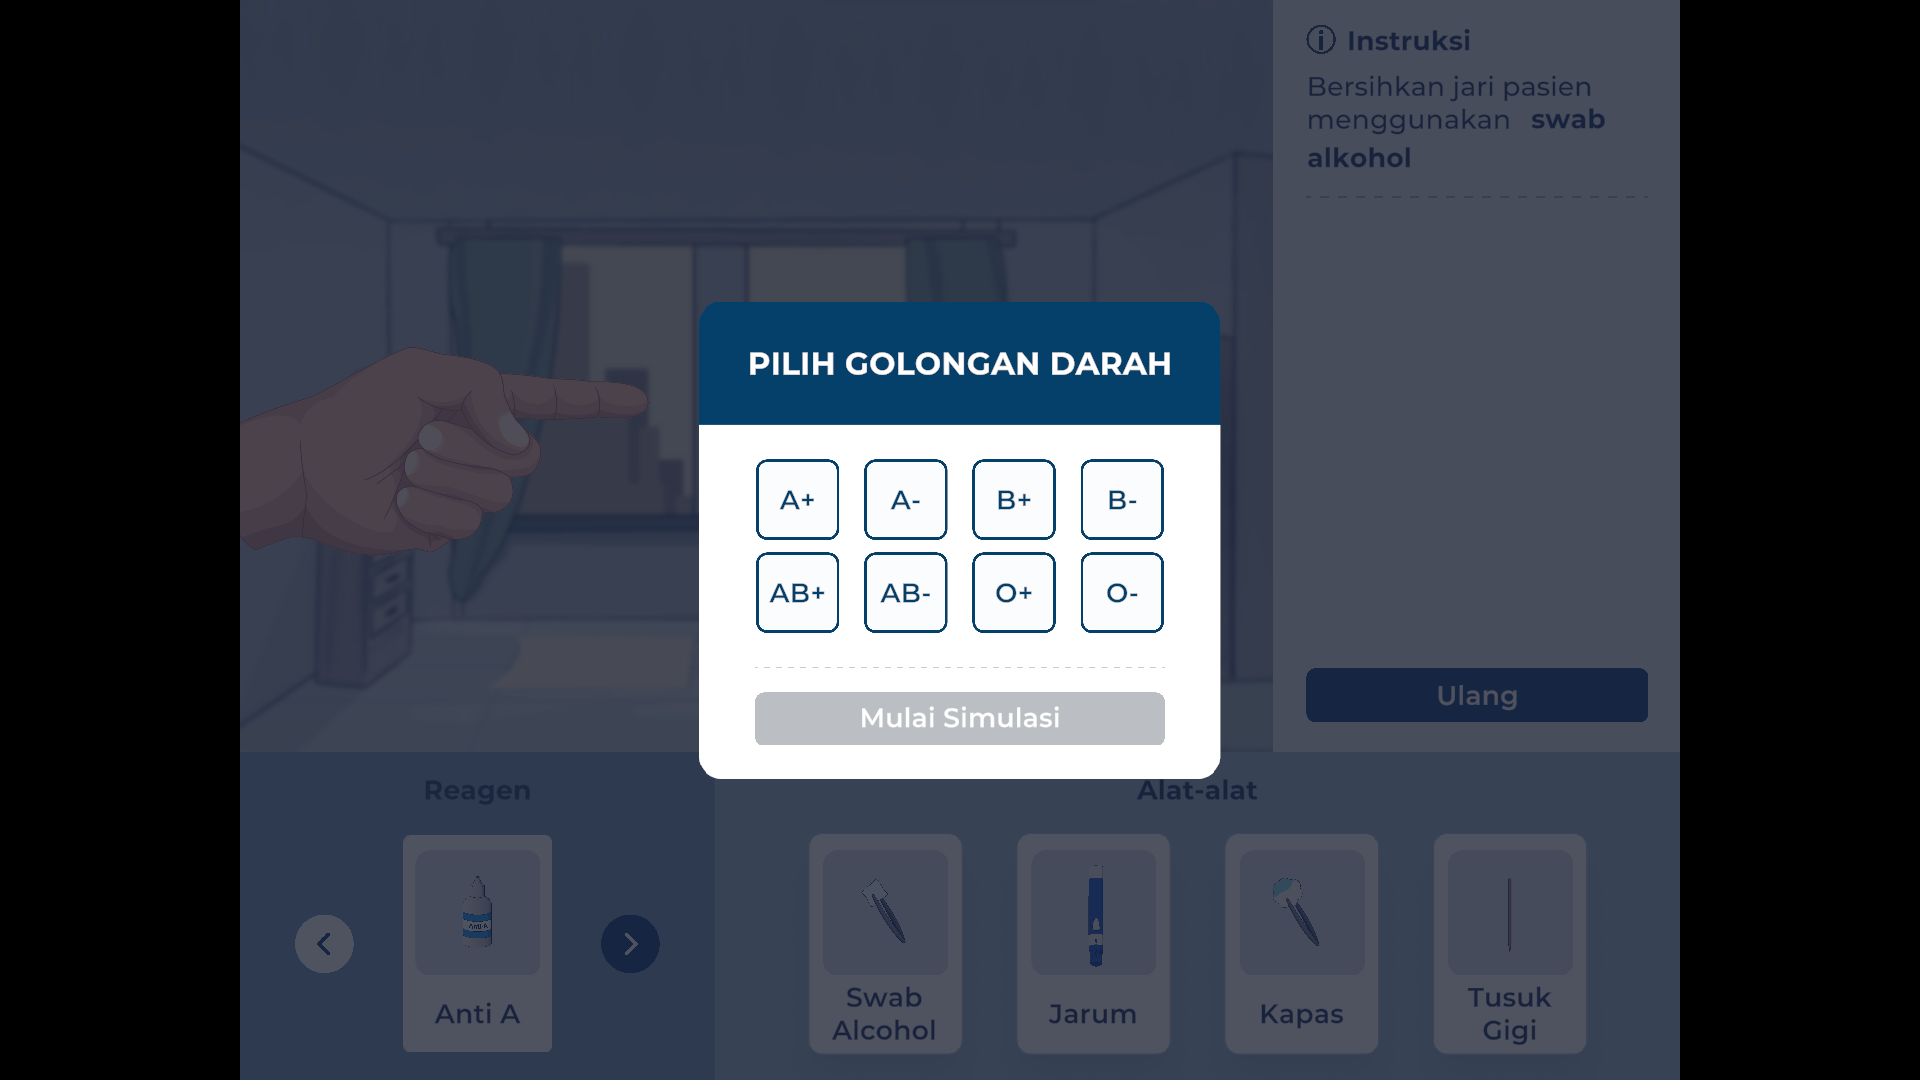 Instruksi
Bersihkan jari pasien
menggunakan swab
alkohol
PILIH GOLONGAN DARAH
A+ A- B+ B-
AB+ AB- O+ O-
Mulai Simulasi
Ulang
Reagen
Anti-A
Anti A
Alat-alat
Swab
Alcohol
Jarum
Kapas
Tusuk
Gigi